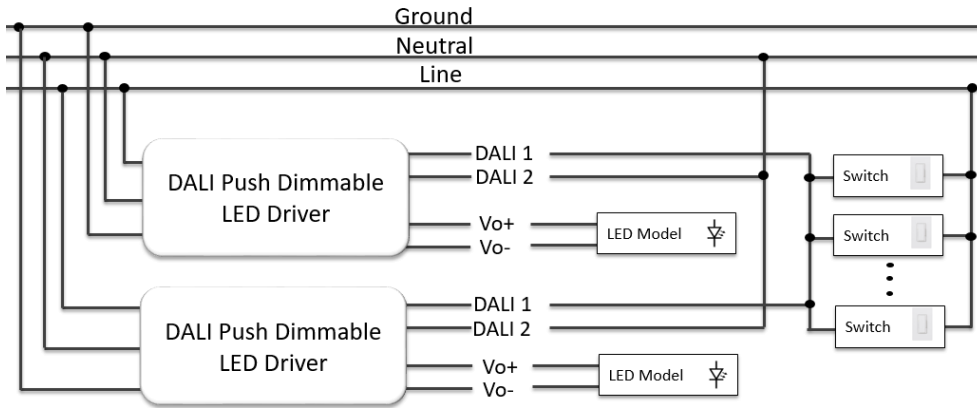 Ground
Neutral
Line
DALI Push Dimmable
LED Driver
DALI 1
DALI 2
Vo+
Vo-
LED Model
Switch
Switch
Switch
DALI Push Dimmable
LED Driver
DALI 1
DALI 2
Vo+
Vo-
LED Model